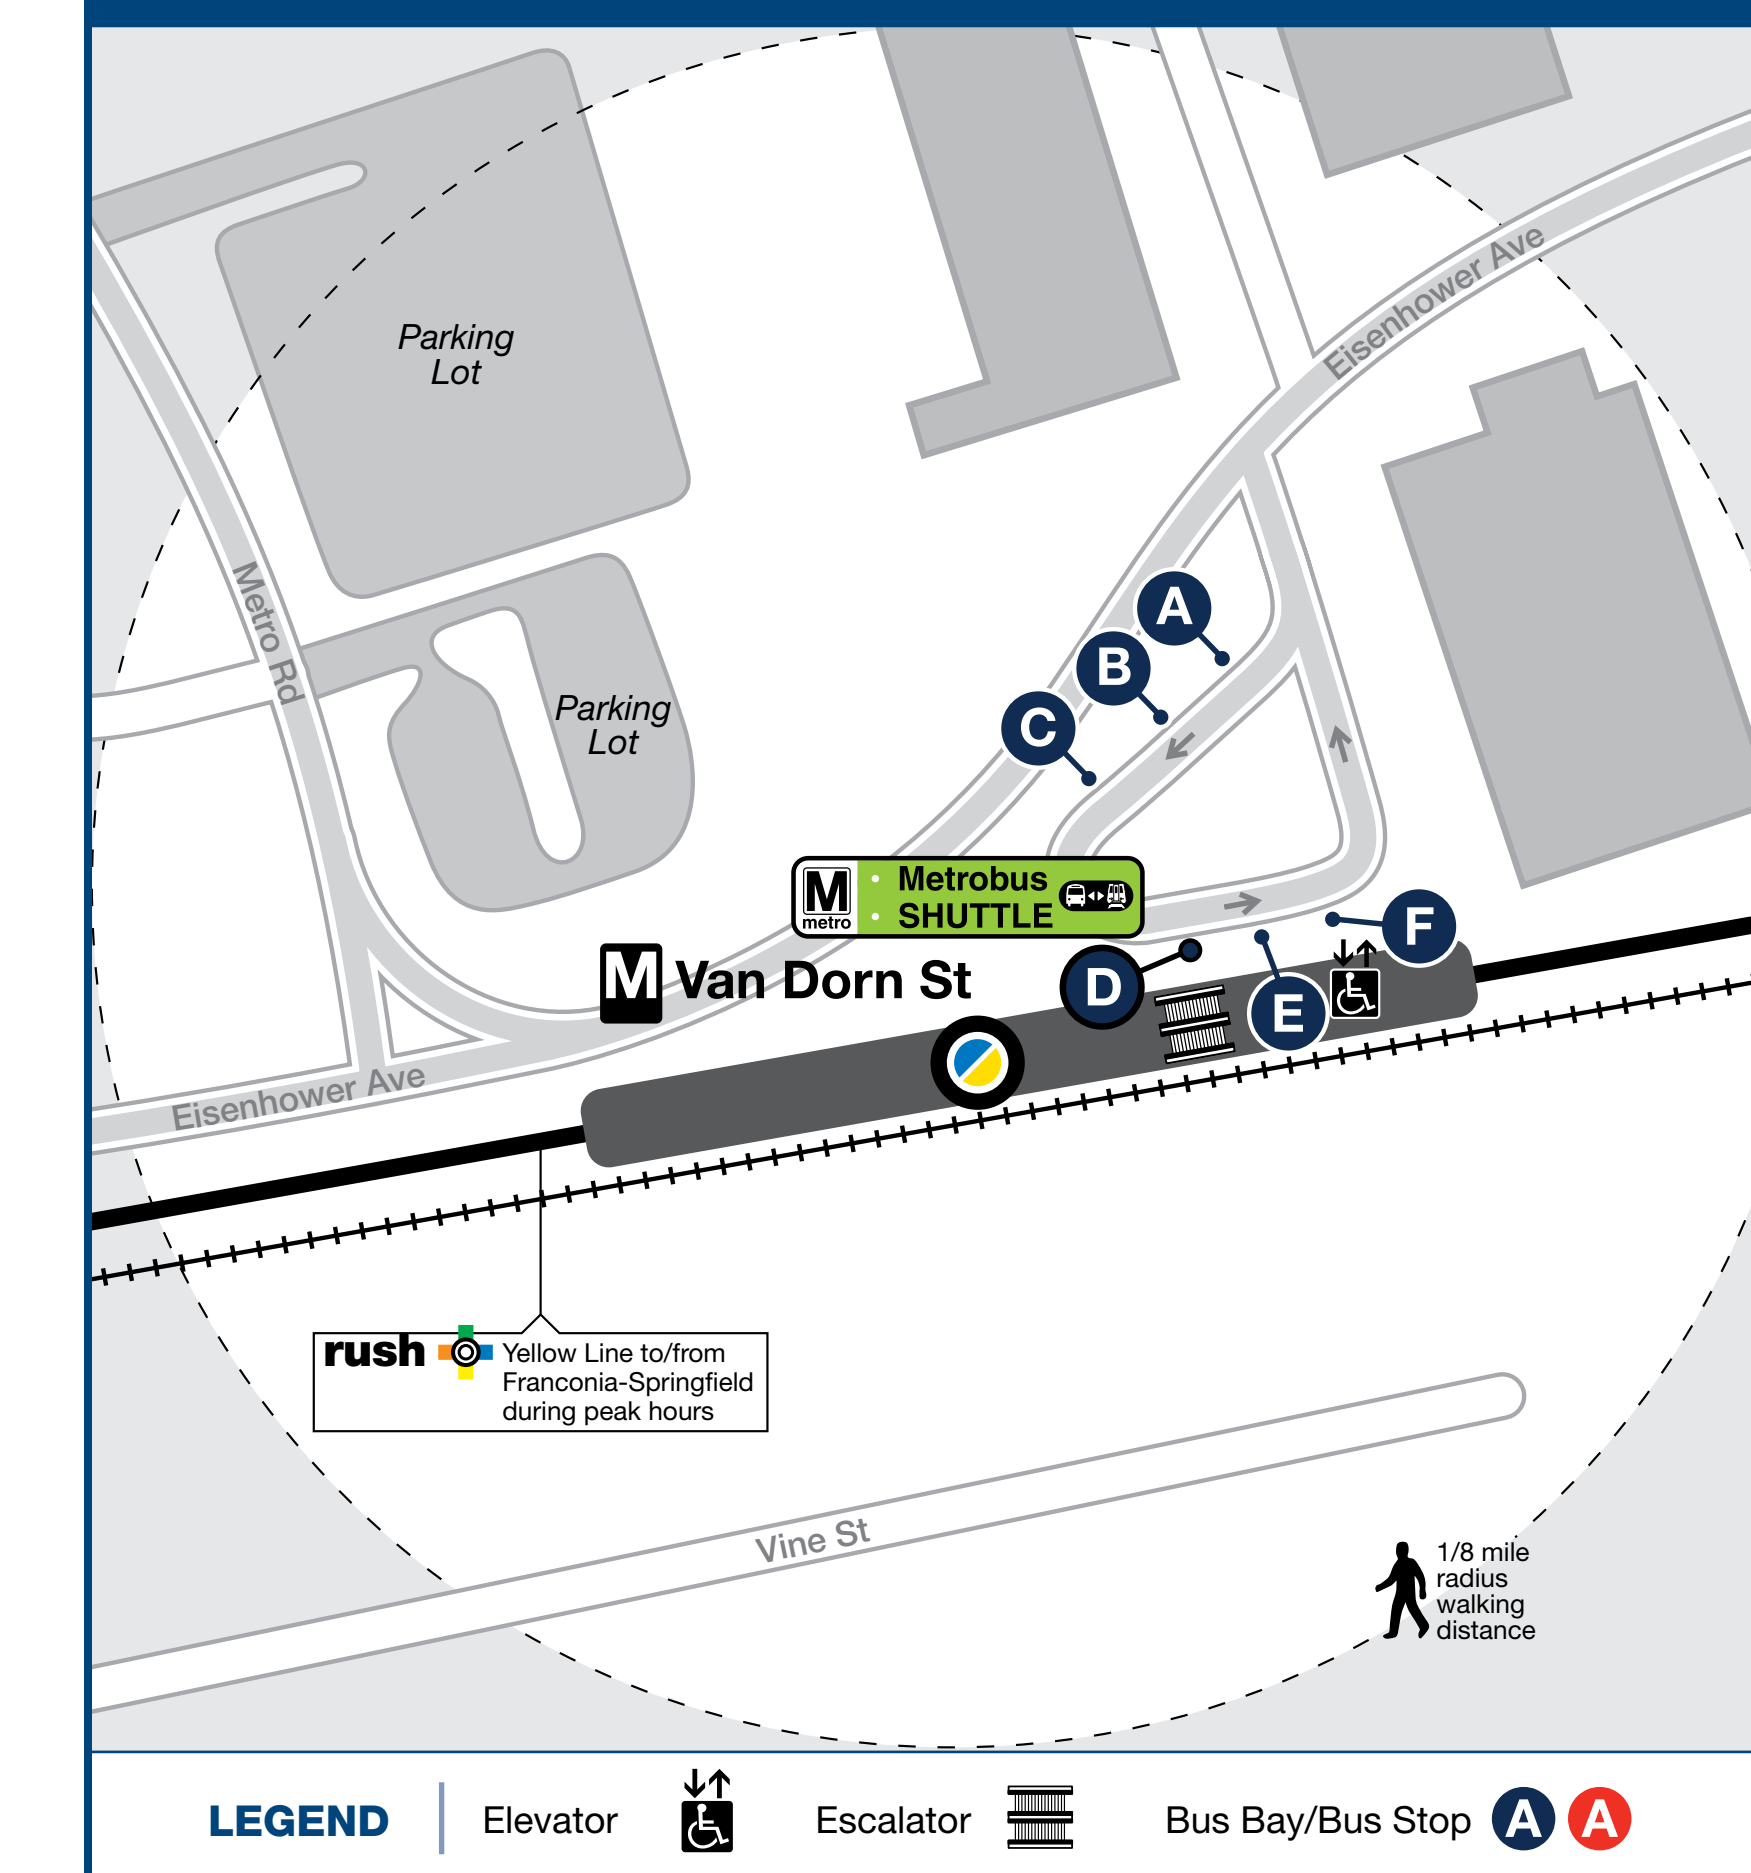 Parking
Lot
Eisenhower Ave
Metro Rd
A
B
C
Parking
Lot
M
metro
• Metrobus
• SHUTTLE
F
M Van Dorn St
D
E
Eisenhower Ave
rush
Yellow Line to/from
Franconia-Springfield
during peak hours
Vine St
1/8 mile
radius
walking
distance
LEGEND
Elevator
Escalator
Bus Bay/Bus Stop A A